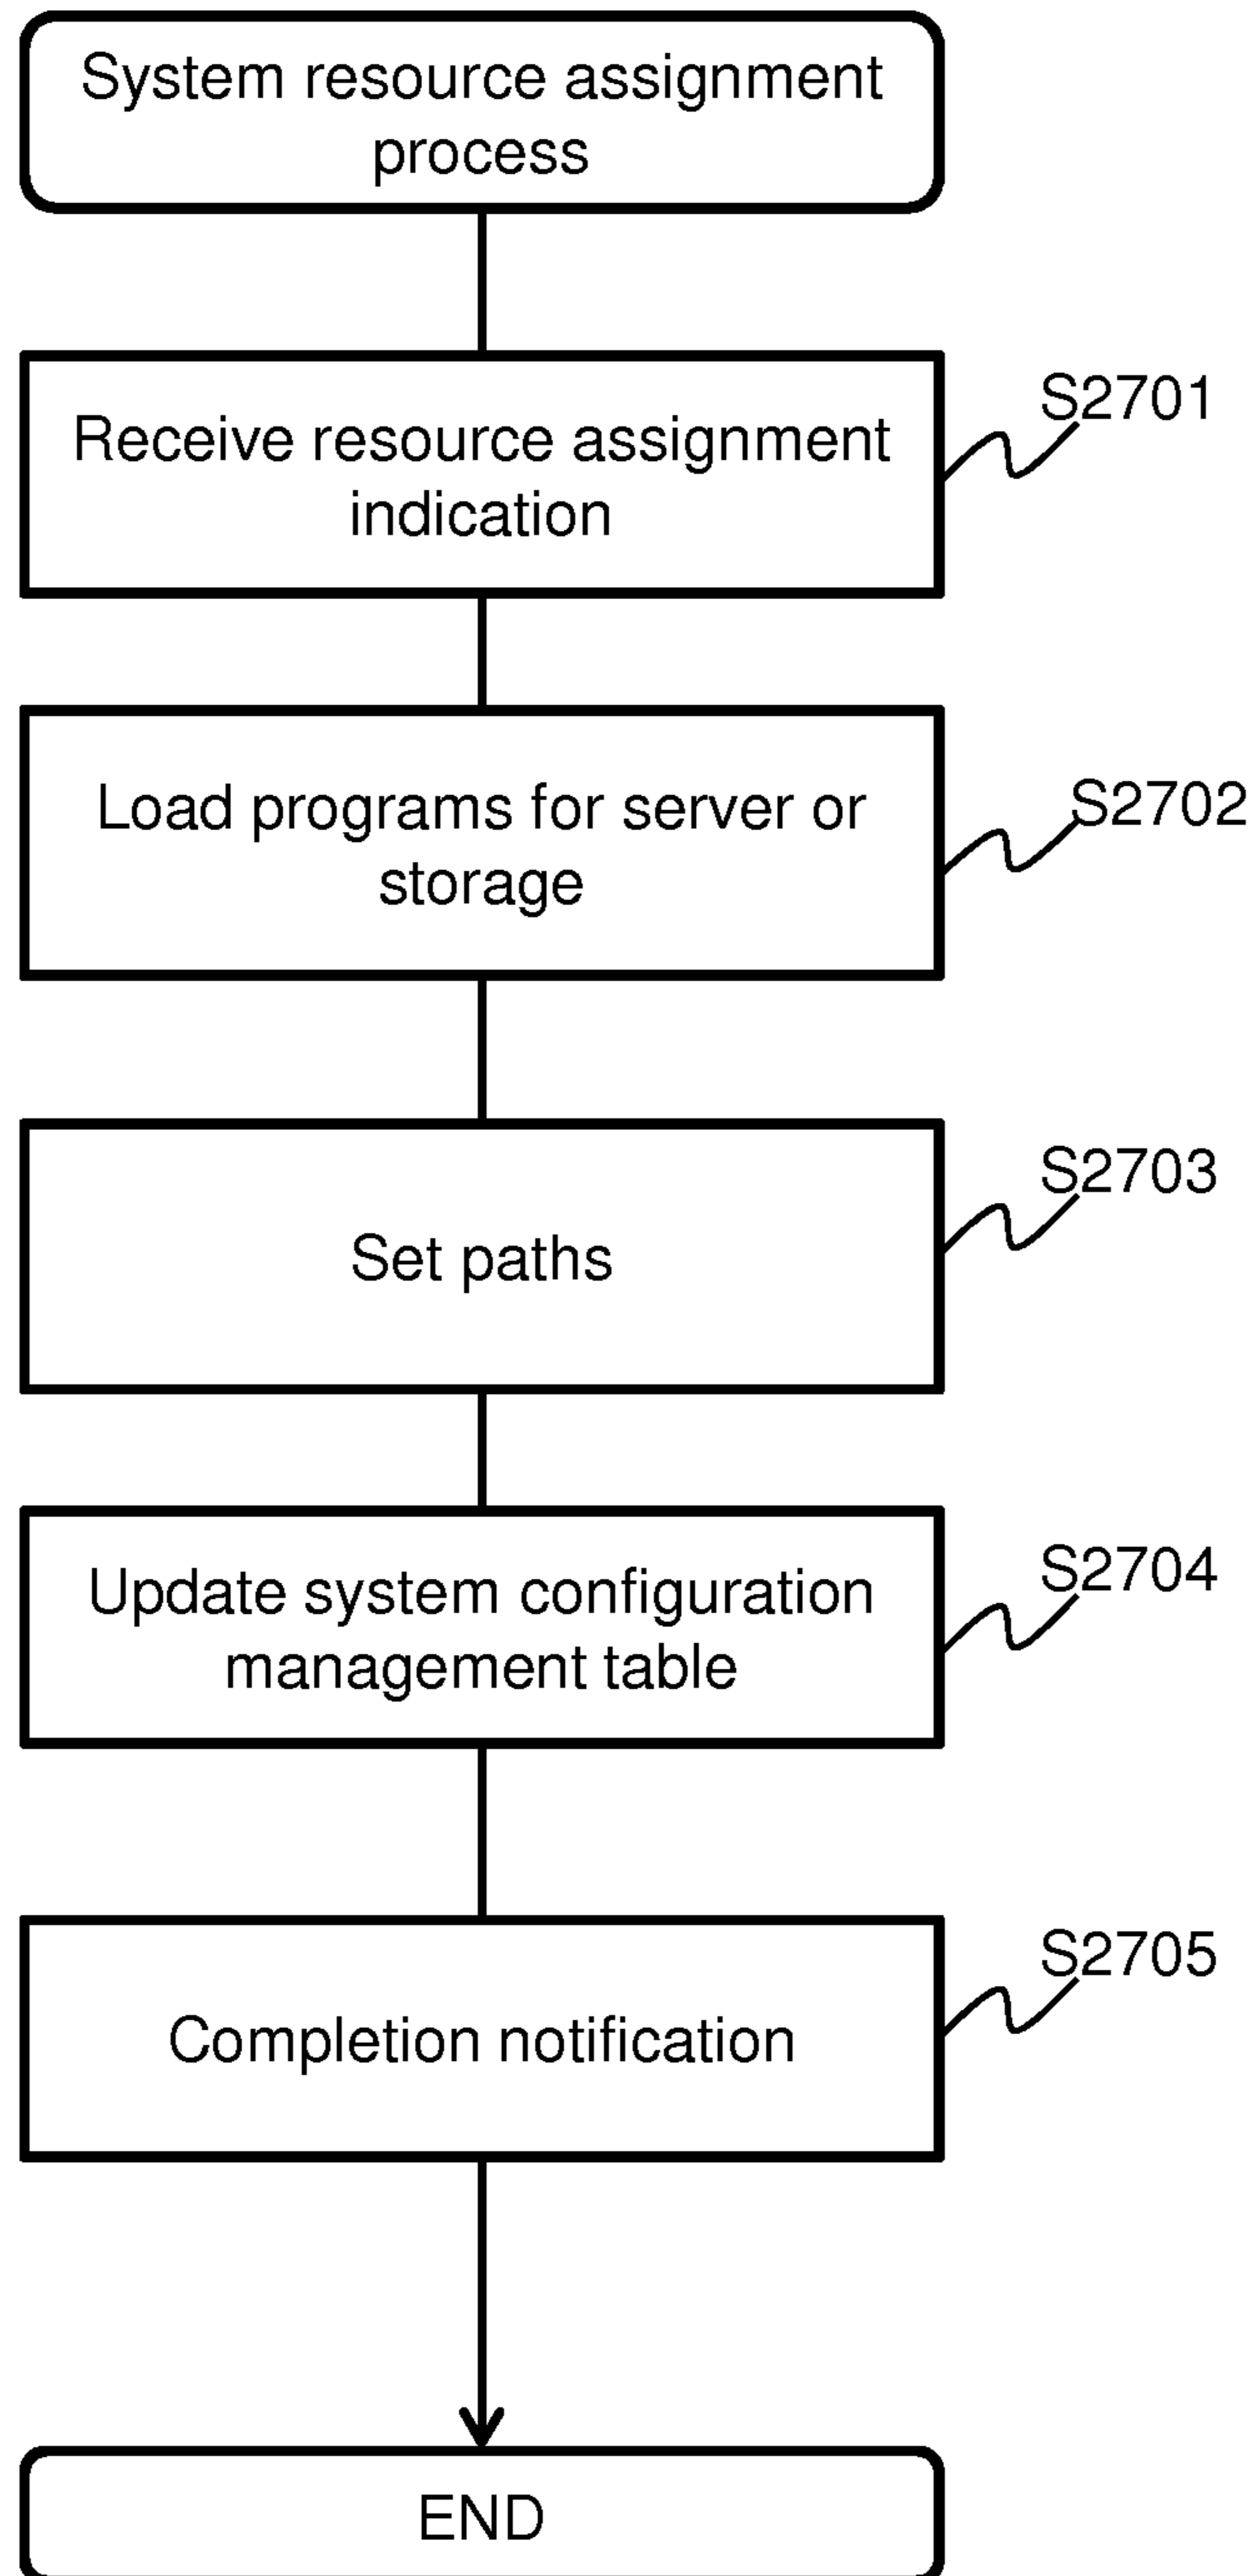 System resource assignment
process
Receive resource assignment
indication
S2701
Load programs for server or
storage
S2702
Set paths
S2703
Update system configuration
management table
S2704
Completion notification
S2705
END